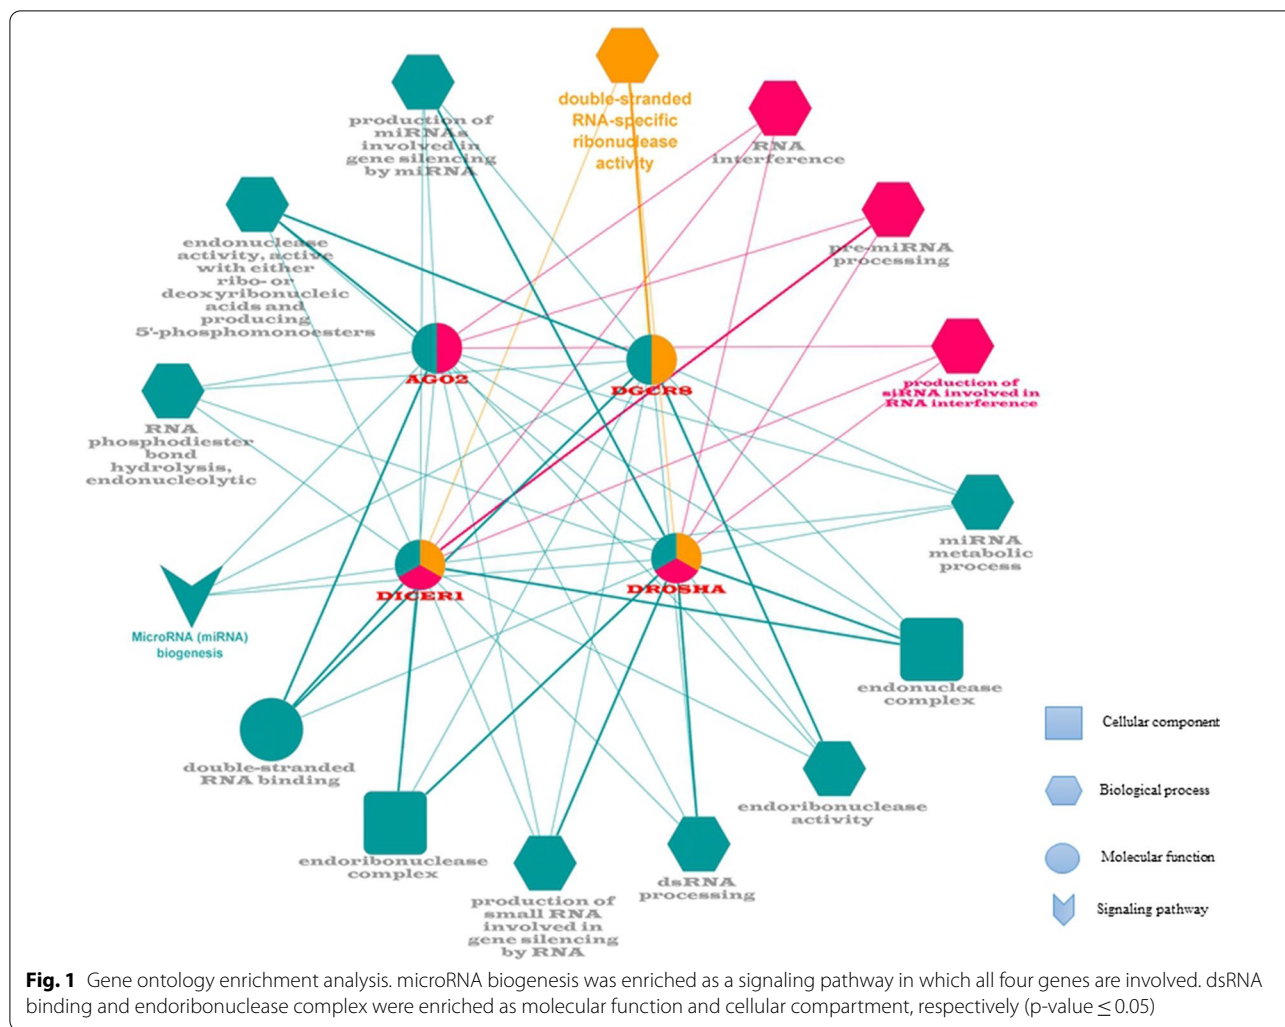 production of
miRNAs
involved in
gene silencing
by miRNA
double-stranded
RNA-specific
ribonuclease
activity
RNA
interference
endonuclease
activity, active
with either
ribo- or
deoxyribonucleic
acids and
producing
5'-phosphomonoesters
pre-miRNA
processing
AGO2
DGCR8
production of
siRNA involved in
RNA interference
RNA
phosphodiester
bond
hydrolysis,
endonucleolytic
miRNA
metabolic
process
DICER1
DROSHA
MicroRNA (miRNA)
biogenesis
endonuclease
complex
double-stranded
RNA binding
endoribonuclease
activity
endoribonuclease
complex
dsRNA
processing
production of
small RNA
involved in
gene silencing
by RNA
Cellular component
Biological process
Molecular function
Signaling pathway
Fig. 1 Gene ontology enrichment analysis. microRNA biogenesis was enriched as a signaling pathway in which all four genes are involved. dsRNA
binding and endoribonuclease complex were enriched as molecular function and cellular compartment, respectively (p-value ≤ 0.05)